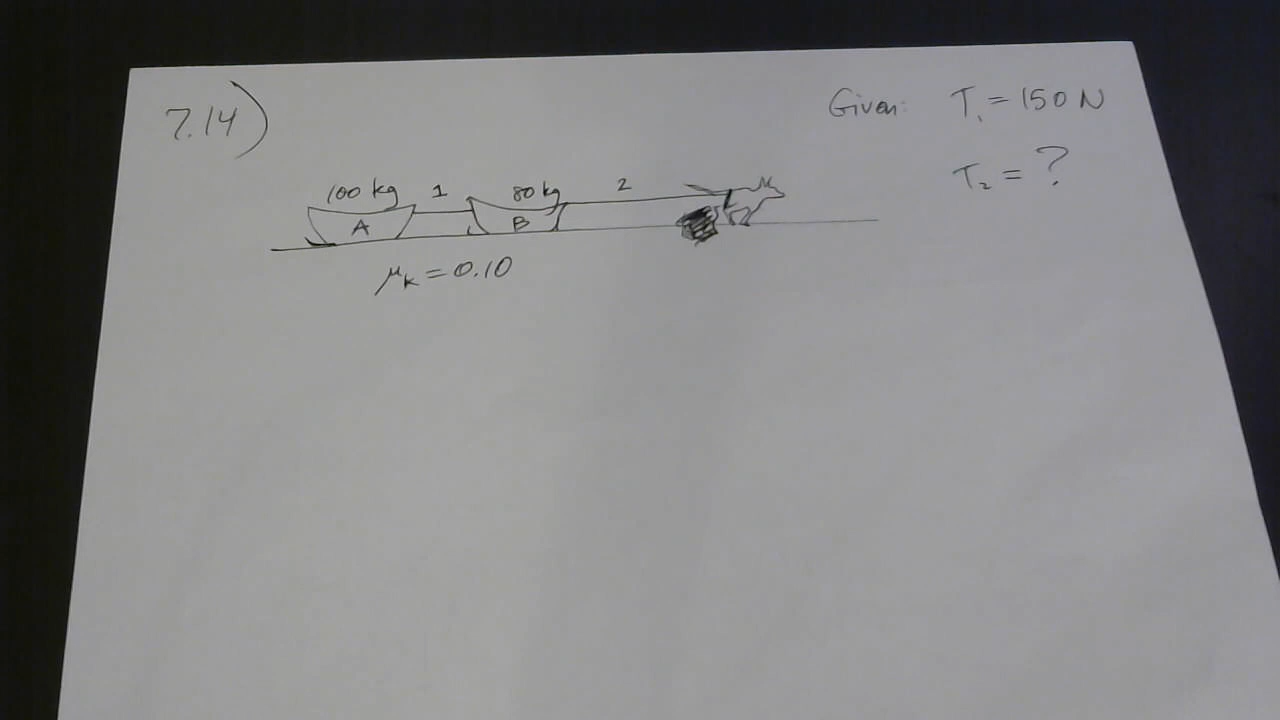 7.14)
Given: T₁ = 150 N
T₂ = ?
100 kg 1 80 kg 2
A B
μₖ = 0.10